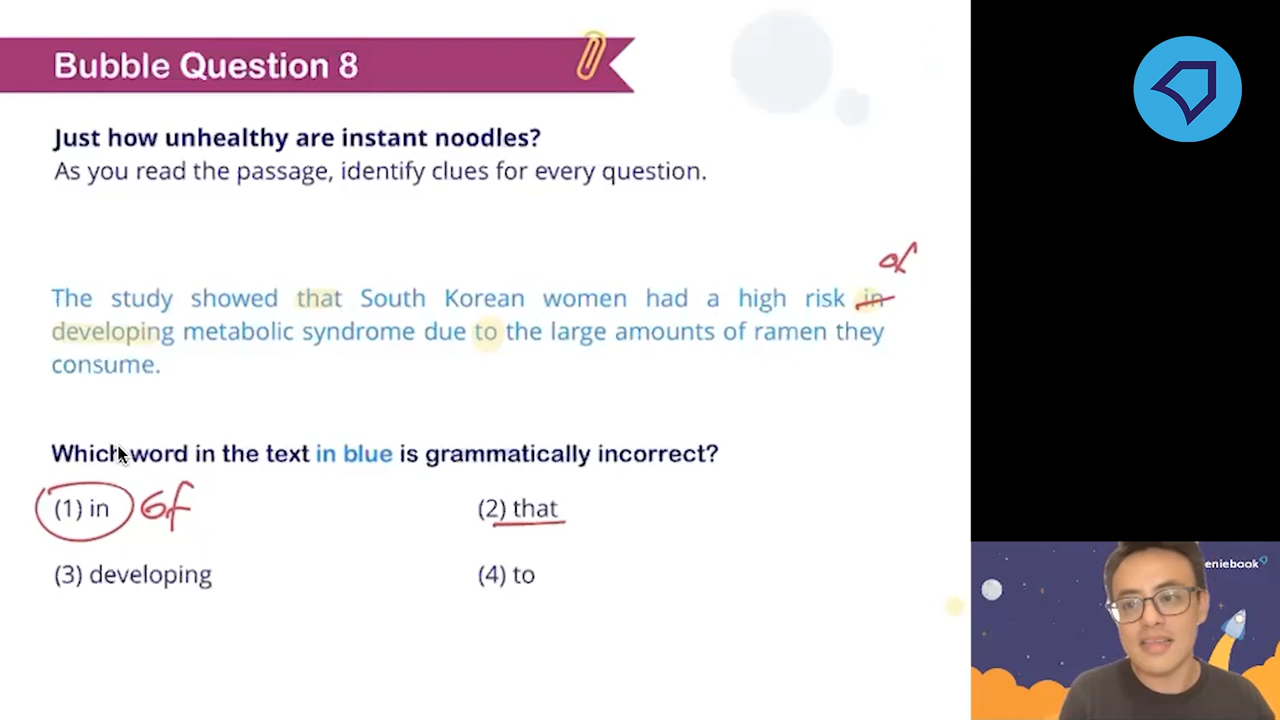 Bubble Question 8
Just how unhealthy are instant noodles?
As you read the passage, identify clues for every question.
of
The study showed that South Korean women had a high risk in
developing metabolic syndrome due to the large amounts of ramen they
consume.
Which word in the text in blue is grammatically incorrect?
(1) in of
(2) that
(3) developing
(4) to
eniebook